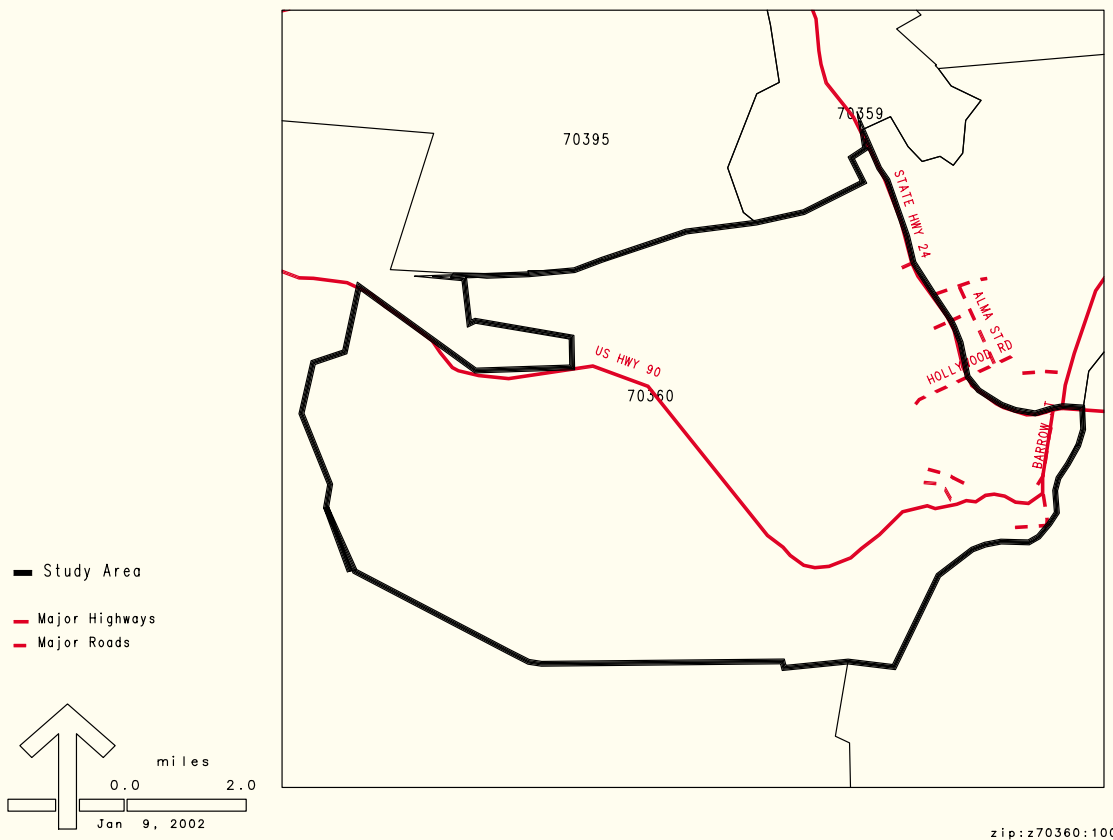 70359
70395
STATE HWY 24
ALMA ST
US HWY 90
HOLLYWOOD RD
70360
BARROW
Study Area
Major Highways
Major Roads
miles
0.0 2.0
Jan 9, 2002
zip:z70360:100